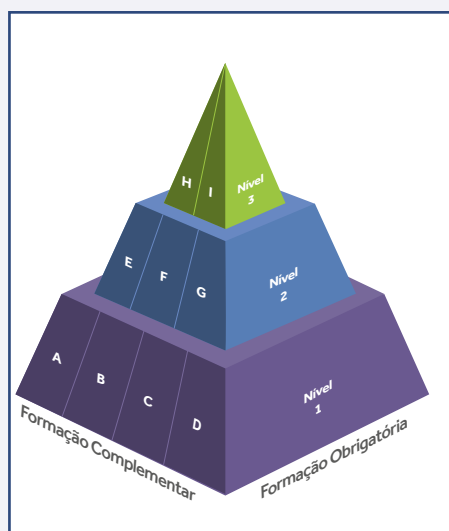 H
I
Nível
3
E
F
G
Nível
2
A
B
C
D
Nível
1
Formação Complementar
Formação Obrigatória